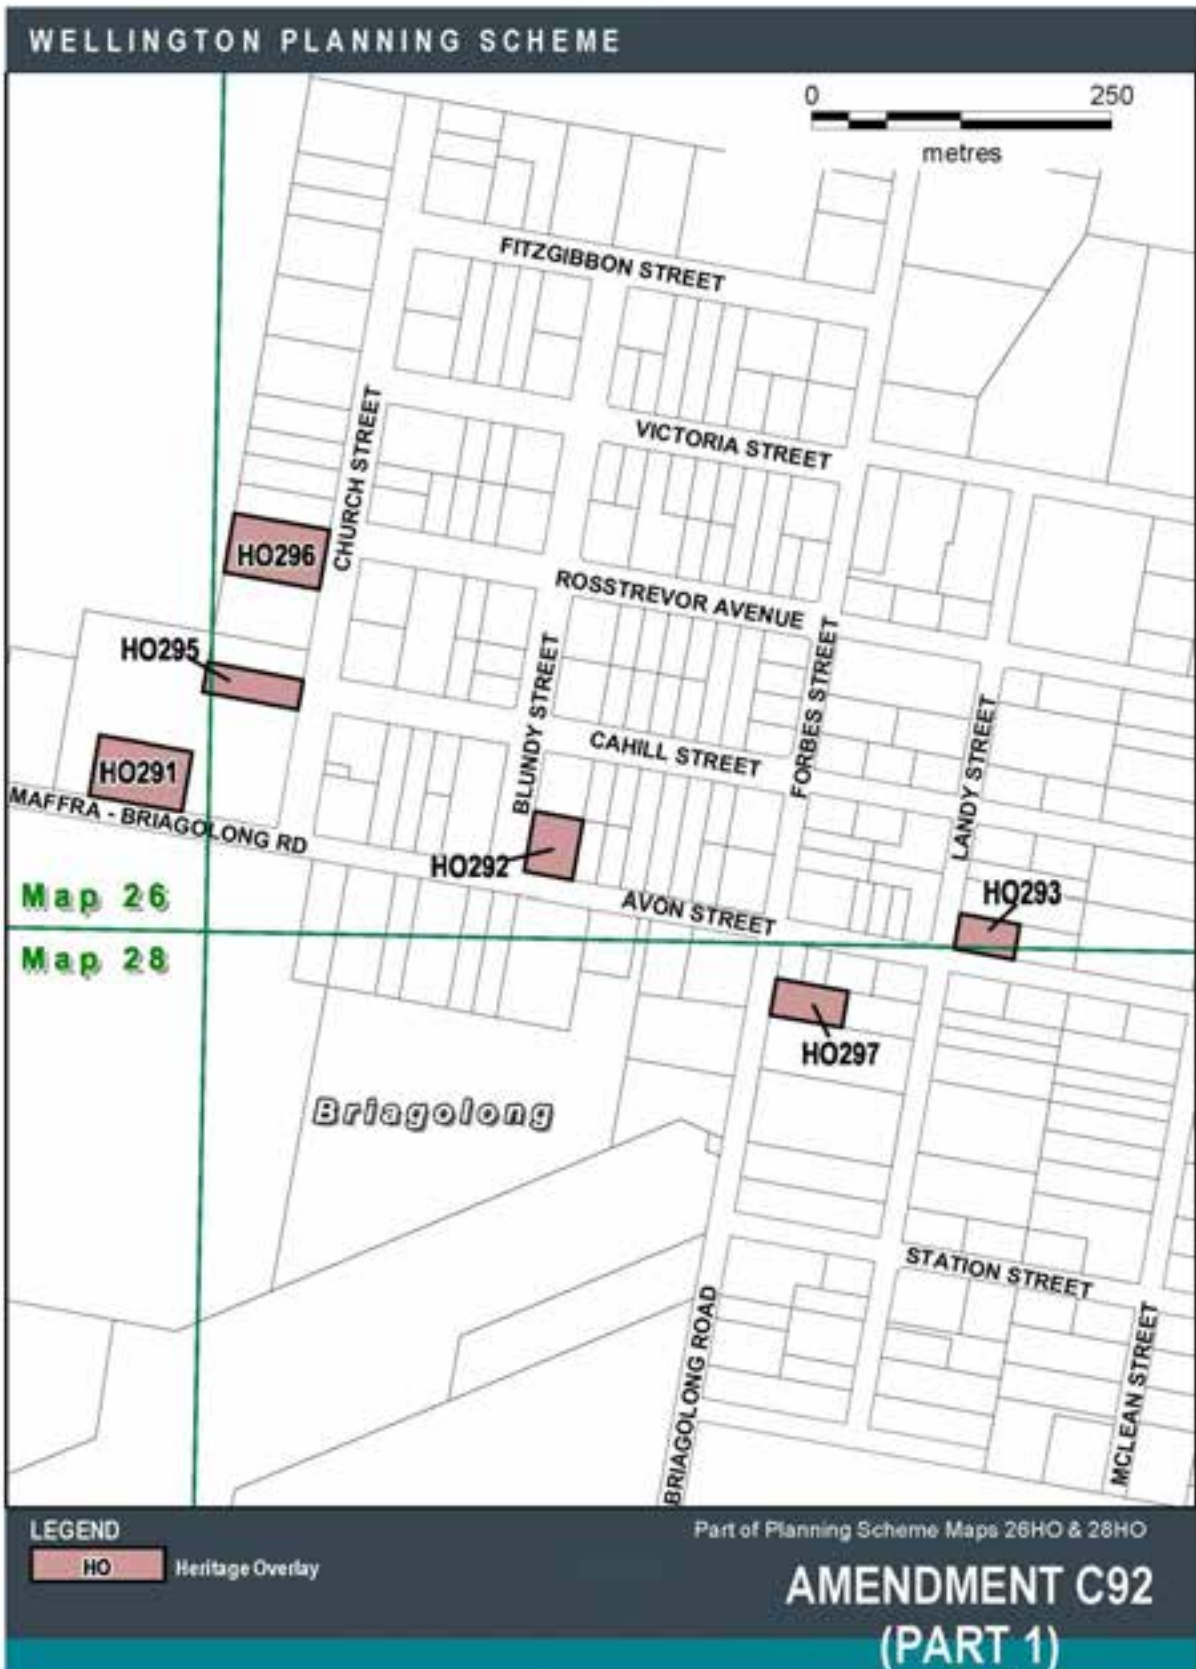 WELLINGTON PLANNING SCHEME
0 250
metres
FITZGIBBON STREET
VICTORIA STREET
CHURCH STREET
HO296
ROSSTREVOR AVENUE
HO295
BLUNDY STREET
FORBES STREET
CAHILL STREET
LANDY STREET
HO291
MAFFRA - BRIAGOLONG RD
HO292
HO293
AVON STREET
Map 26
Map 28
HO297
Briagolong
STATION STREET
BRIAGOLONG ROAD
MCLEAN STREET
LEGEND
HO Heritage Overlay
Part of Planning Scheme Maps 26HO & 28HO
AMENDMENT C92
(PART 1)